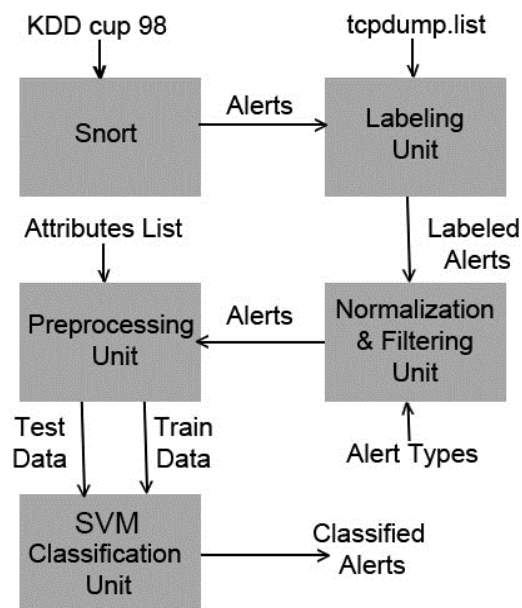 KDD cup 98
tcpdump.list
Snort
Alerts
Labeling
Unit
Labeled
Alerts
Attributes List
Preprocessing
Unit
Alerts
Normalization
& Filtering
Unit
Alert Types
Test
Data
Train
Data
SVM
Classification
Unit
Classified
Alerts